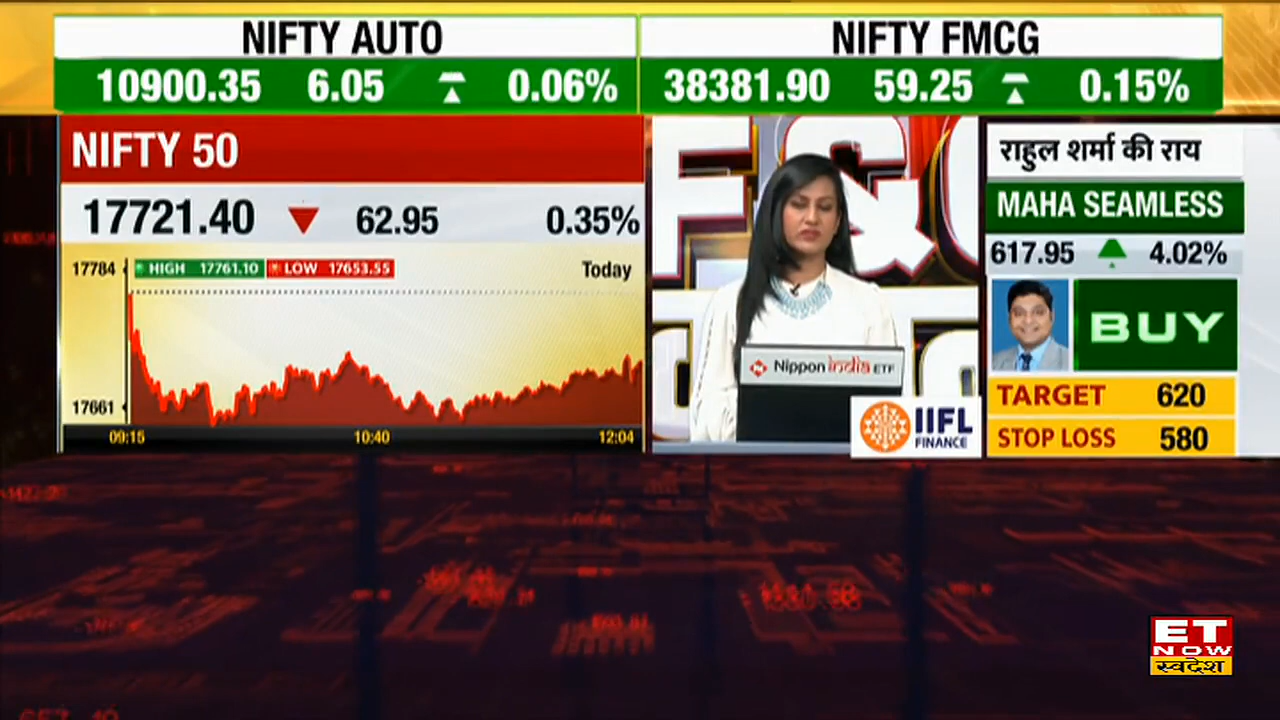 NIFTY AUTO
10900.35 6.05 0.06%
NIFTY FMCG
38381.90 59.25 0.15%
NIFTY 50
17721.40 62.95 0.35%
17784 HIGH 17761.10 LOW 17653.55 Today
17661
09:15 10:40 12:04
F&
Nippon india ETF
IIFL
FINANCE
राहुल शर्मा की राय
MAHA SEAMLESS
617.95 4.02%
BUY
TARGET 620
STOP LOSS 580
ET
NOW
स्वदेश